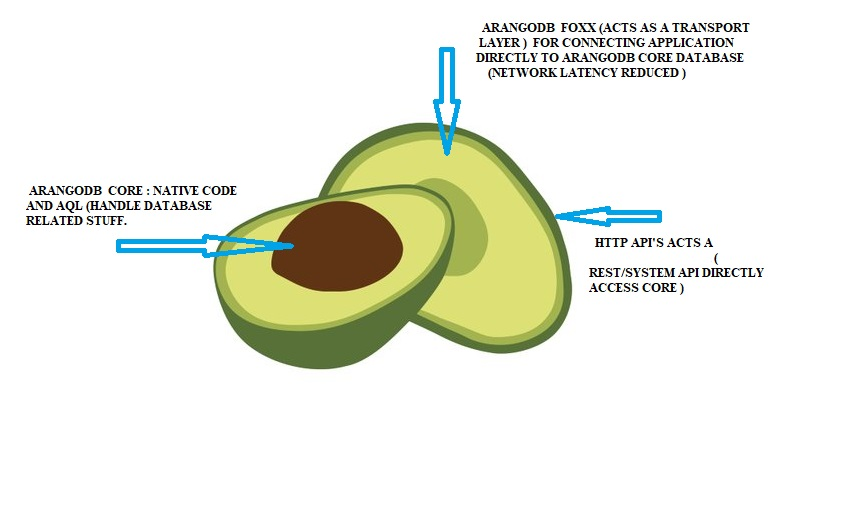 ARANGODB FOXX (ACTS AS A TRANSPORT
LAYER ) FOR CONNECTING APPLICATION
DIRECTLY TO ARANGODB CORE DATABASE
(NETWORK LATENCY REDUCED )
ARANGODB CORE : NATIVE CODE
AND AQL (HANDLE DATABASE
RELATED STUFF.
HTTP API'S ACTS A
(
REST/SYSTEM API DIRECTLY
ACCESS CORE )